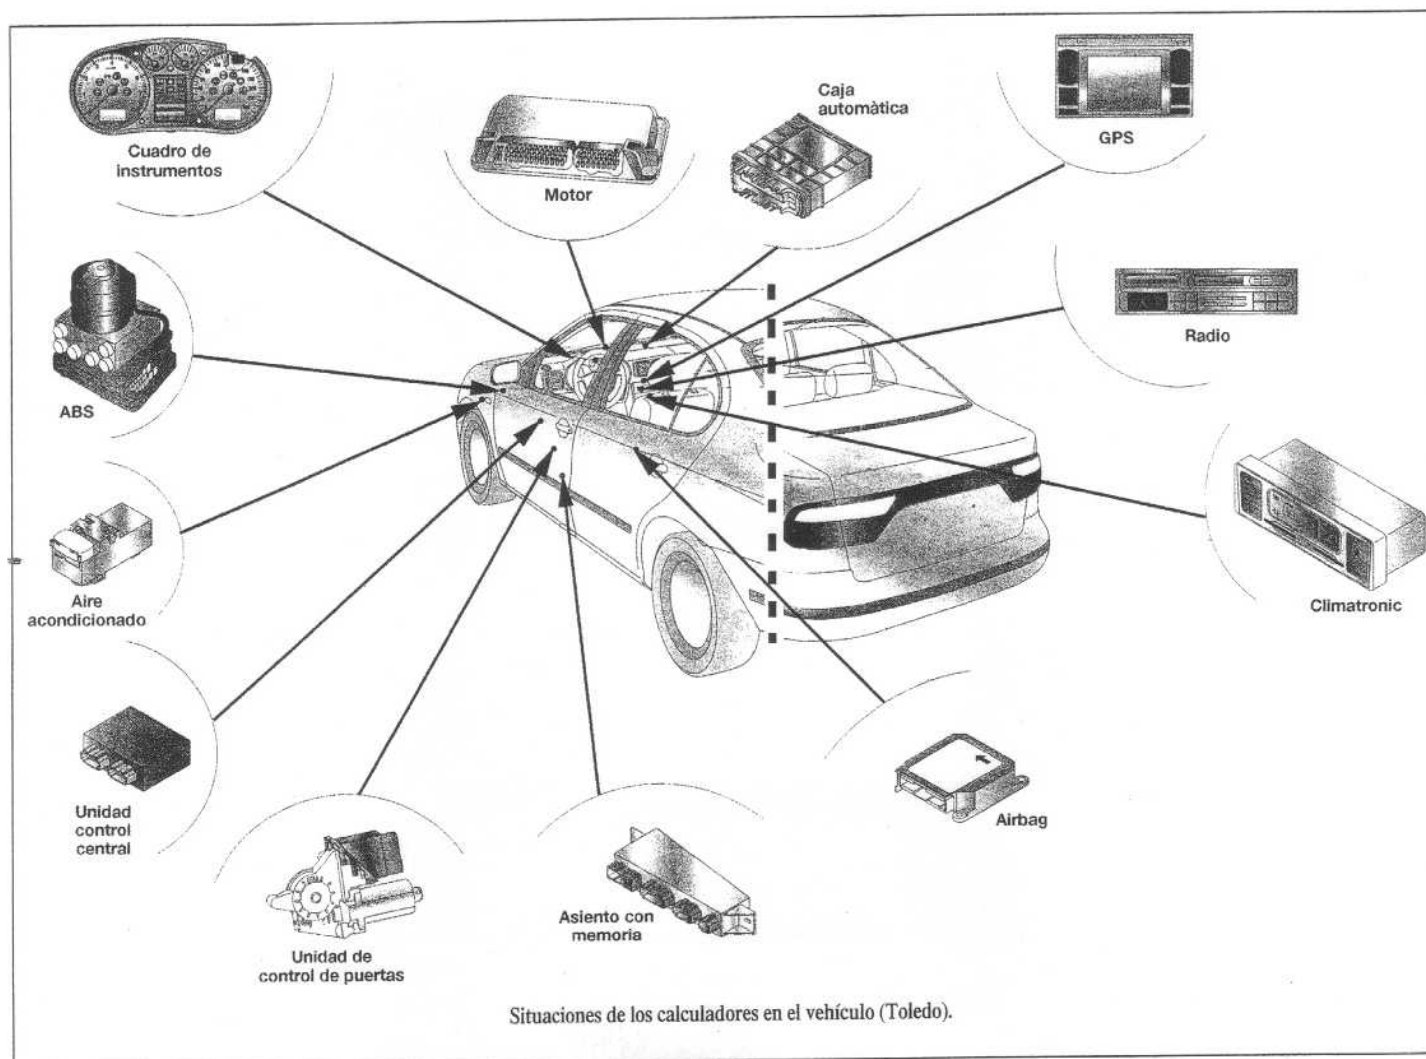 Cuadro de
instrumentos
Motor
Caja
automàtica
GPS
ABS
Radio
Aire
acondicionado
Climatronic
Unidad
control
central
Airbag
Unidad de
control de puertas
Asiento con
memoria
Situaciones de los calculadores en el vehículo (Toledo).